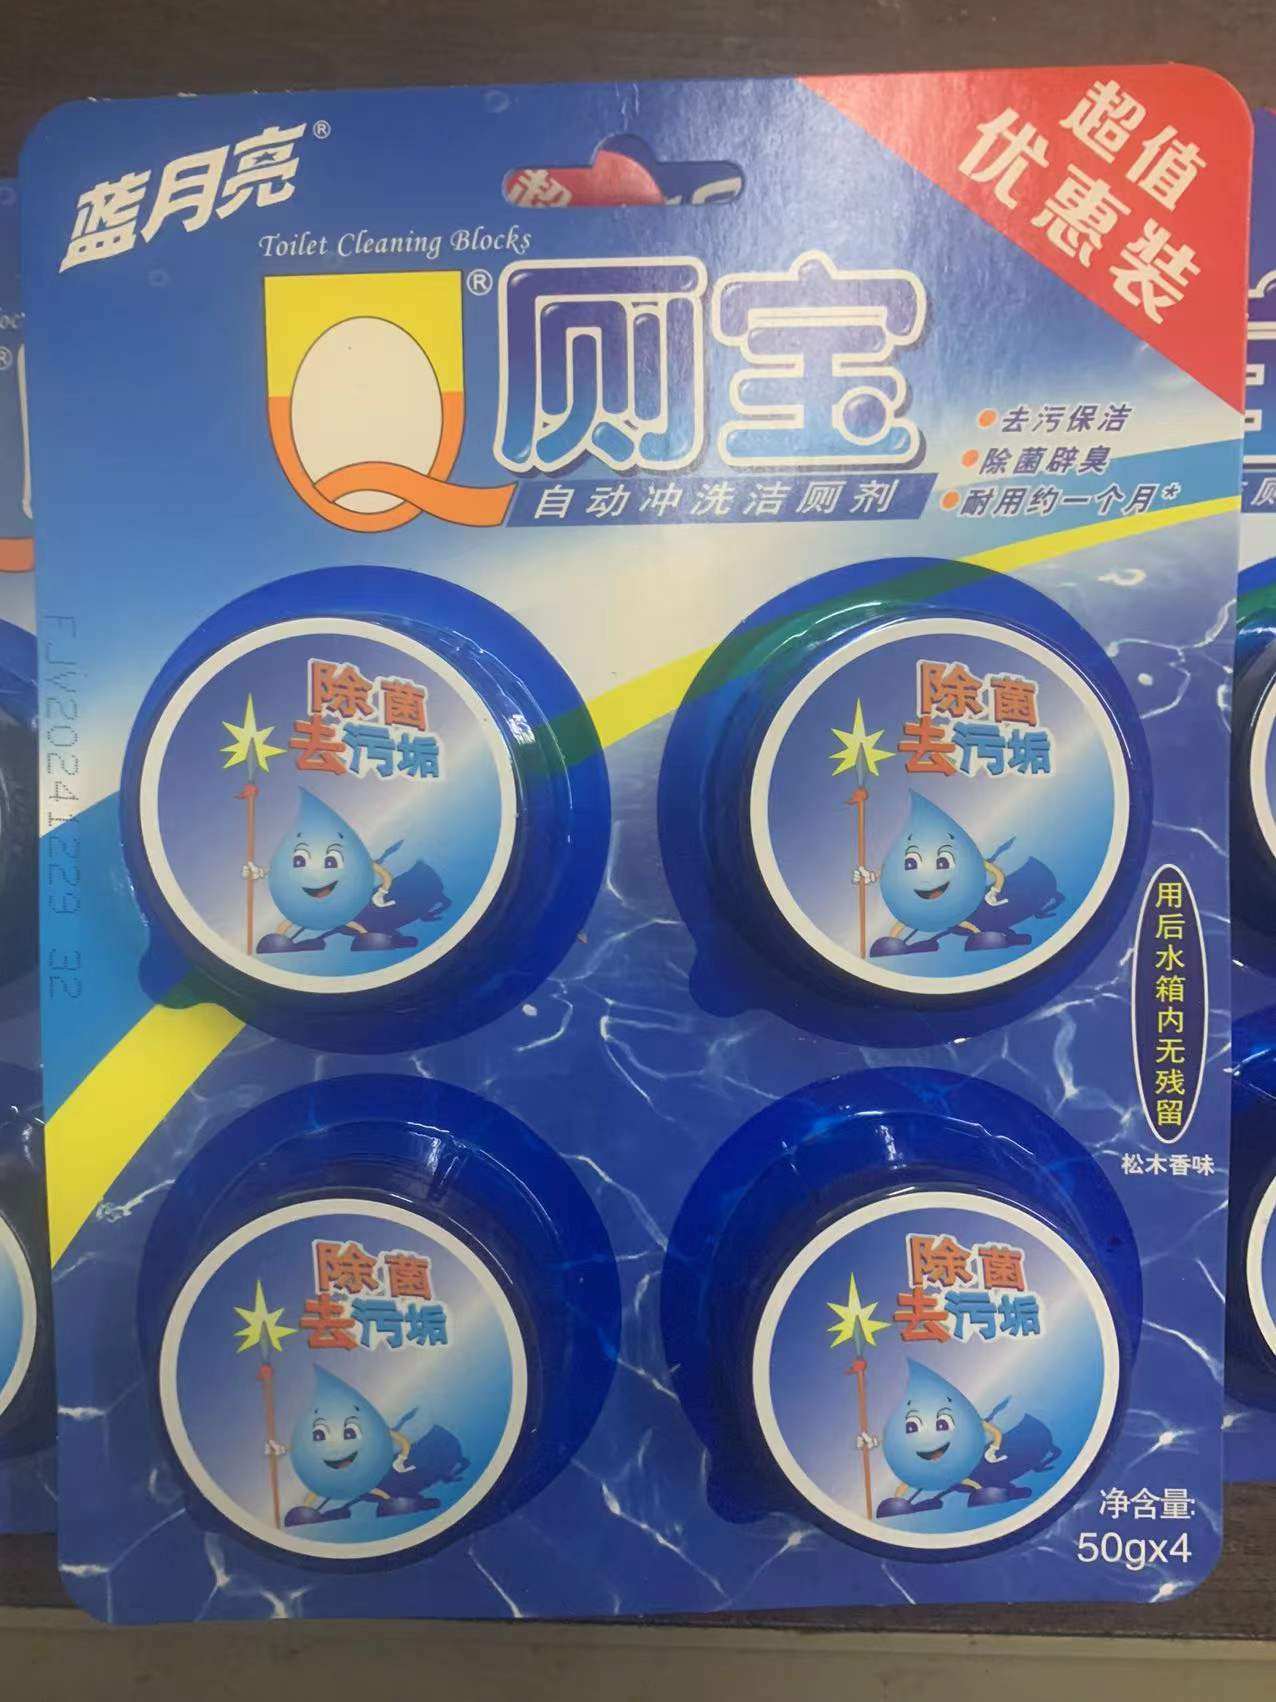 蓝月亮®
超值
优惠装
超
Toilet Cleaning Blocks
Q®厕宝
自动冲洗洁厕剂
去污保洁
除菌辟臭
耐用约一个月*
FJY20241229 32
除菌
去污垢
除菌
去污垢
用后水箱内无残留
松木香味
除菌
去污垢
除菌
去污垢
净含量:
50gx4